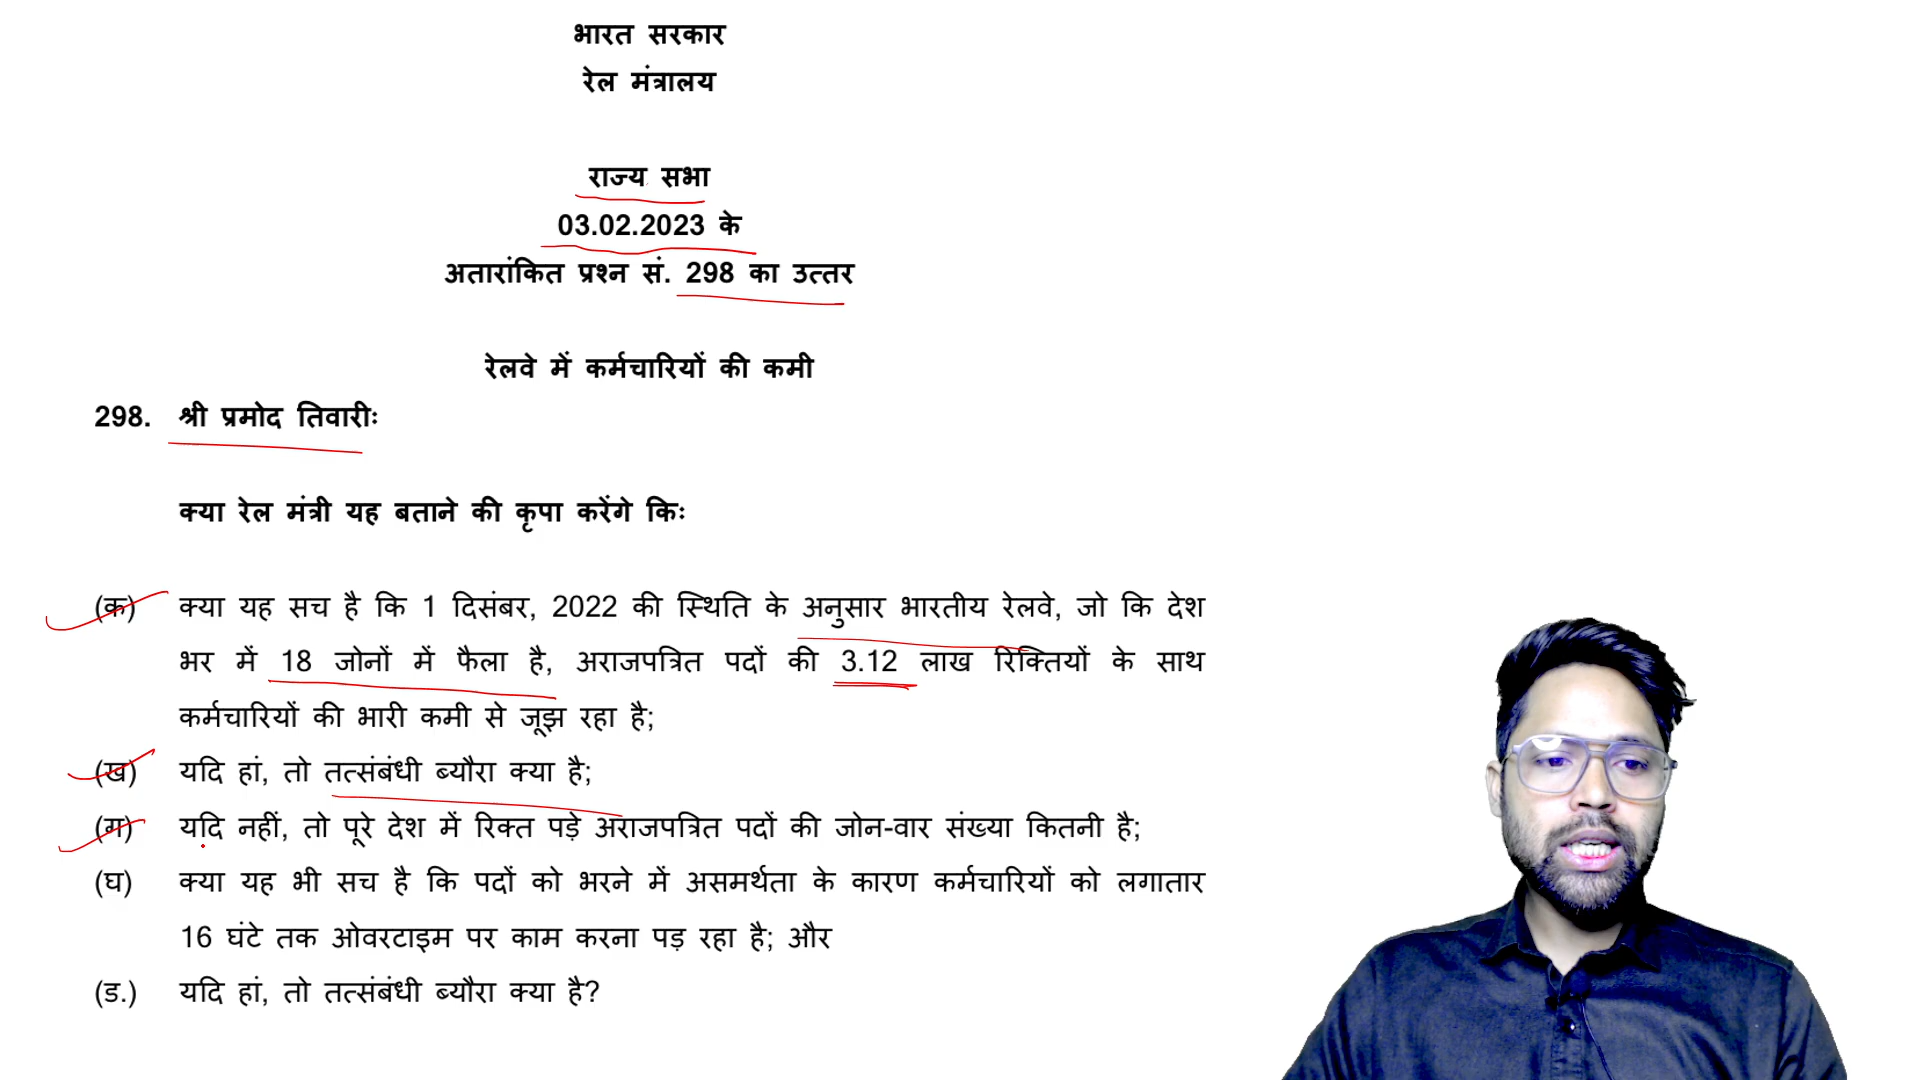 भारत सरकार
रेल मंत्रालय
राज्य सभा
03.02.2023 के
अतारांकित प्रश्न सं. 298 का उत्तर
रेलवे में कर्मचारियों की कमी
298. श्री प्रमोद तिवारीः
क्या रेल मंत्री यह बताने की कृपा करेंगे किः
(क) क्या यह सच है कि 1 दिसंबर, 2022 की स्थिति के अनुसार भारतीय रेलवे, जो कि देश
भर में 18 जोनों में फैला है, अराजपत्रित पदों की 3.12 लाख रिक्तियों के साथ
कर्मचारियों की भारी कमी से जूझ रहा है;
(ख) यदि हां, तो तत्संबंधी ब्यौरा क्या है;
(ग) यदि नहीं, तो पूरे देश में रिक्त पड़े अराजपत्रित पदों की जोन-वार संख्या कितनी है;
(घ) क्या यह भी सच है कि पदों को भरने में असमर्थता के कारण कर्मचारियों को लगातार
16 घंटे तक ओवरटाइम पर काम करना पड़ रहा है; और
(ड.) यदि हां, तो तत्संबंधी ब्यौरा क्या है?